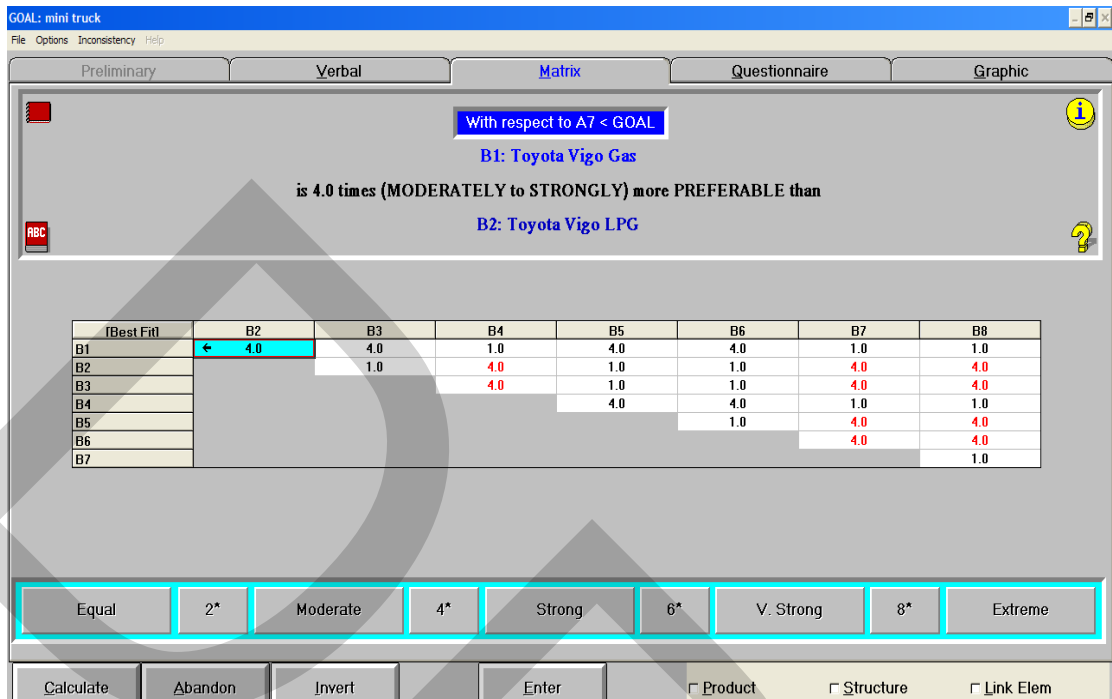 GOAL: mini truck
File Options Inconsistency Help
Preliminary Verbal Matrix Questionnaire Graphic
With respect to A7 < GOAL
B1: Toyota Vigo Gas
is 4.0 times (MODERATELY to STRONGLY) more PREFERABLE than
B2: Toyota Vigo LPG
ABC
[Best Fit] B2 B3 B4 B5 B6 B7 B8
B1 ← 4.0 4.0 1.0 4.0 4.0 1.0 1.0
B2 1.0 4.0 1.0 1.0 4.0 4.0
B3 4.0 1.0 1.0 4.0 4.0
B4 4.0 4.0 1.0 1.0
B5 1.0 4.0 4.0
B6 4.0 4.0
B7 1.0
Equal 2* Moderate 4* Strong 6* V. Strong 8* Extreme
Calculate Abandon Invert Enter Product Structure Link Elem